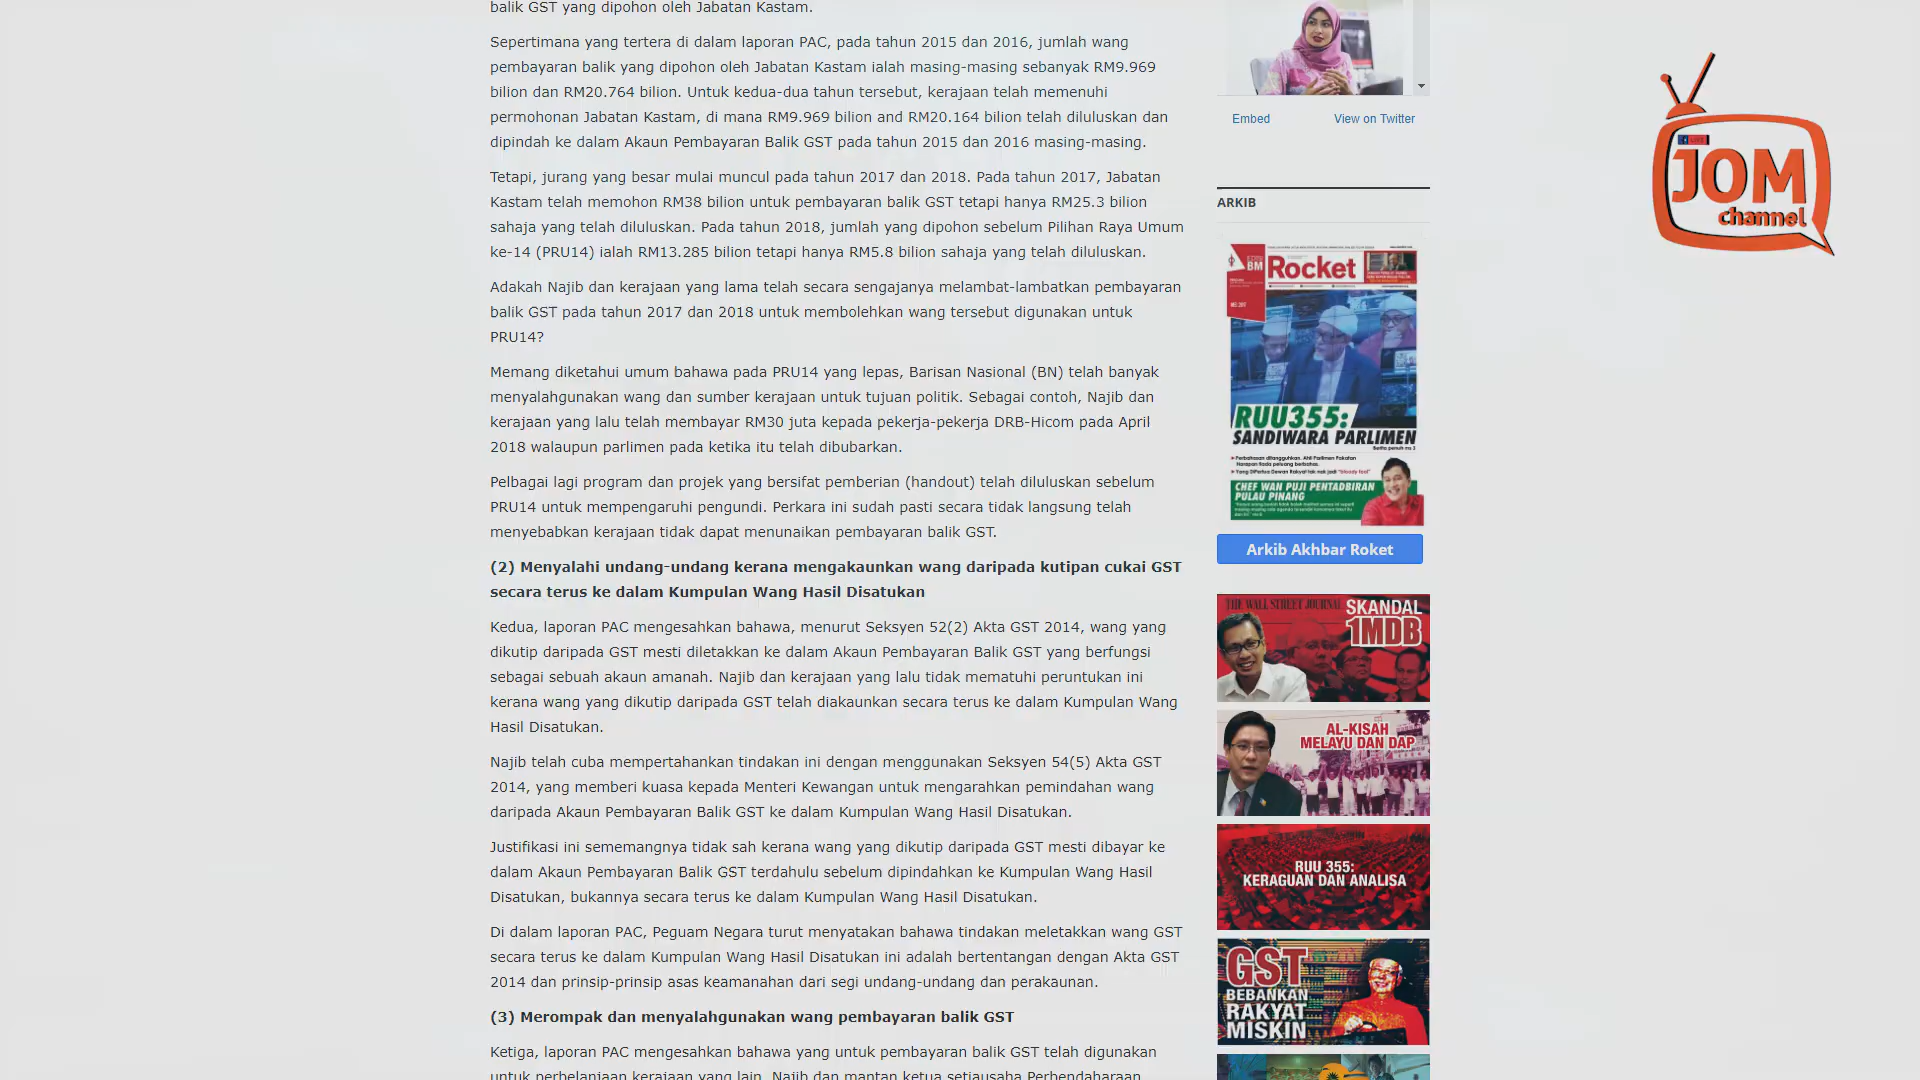 balik GST yang dipohon oleh Jabatan Kastam.
Sepertimana yang tertera di dalam laporan PAC, pada tahun 2015 dan 2016, jumlah wang
pembayaran balik yang dipohon oleh Jabatan Kastam ialah masing-masing sebanyak RM9.969
bilion dan RM20.764 bilion. Untuk kedua-dua tahun tersebut, kerajaan telah memenuhi
permohonan Jabatan Kastam, di mana RM9.969 bilion and RM20.164 bilion telah diluluskan dan
dipindah ke dalam Akaun Pembayaran Balik GST pada tahun 2015 dan 2016 masing-masing.
Tetapi, jurang yang besar mulai muncul pada tahun 2017 dan 2018. Pada tahun 2017, Jabatan
Kastam telah memohon RM38 bilion untuk pembayaran balik GST tetapi hanya RM25.3 bilion
sahaja yang telah diluluskan. Pada tahun 2018, jumlah yang dipohon sebelum Pilihan Raya Umum
ke-14 (PRU14) ialah RM13.285 bilion tetapi hanya RM5.8 bilion sahaja yang telah diluluskan.
Adakah Najib dan kerajaan yang lama telah secara sengajanya melambat-lambatkan pembayaran
balik GST pada tahun 2017 dan 2018 untuk membolehkan wang tersebut digunakan untuk
PRU14?
Memang diketahui umum bahawa pada PRU14 yang lepas, Barisan Nasional (BN) telah banyak
menyalahgunakan wang dan sumber kerajaan untuk tujuan politik. Sebagai contoh, Najib dan
kerajaan yang lalu telah membayar RM30 juta kepada pekerja-pekerja DRB-Hicom pada April
2018 walaupun parlimen pada ketika itu telah dibubarkan.
Pelbagai lagi program dan projek yang bersifat pemberian (handout) telah diluluskan sebelum
PRU14 untuk mempengaruhi pengundi. Perkara ini sudah pasti secara tidak langsung telah
menyebabkan kerajaan tidak dapat menunaikan pembayaran balik GST.
(2) Menyalahi undang-undang kerana mengakaunkan wang daripada kutipan cukai GST
secara terus ke dalam Kumpulan Wang Hasil Disatukan
Kedua, laporan PAC mengesahkan bahawa, menurut Seksyen 52(2) Akta GST 2014, wang yang
dikutip daripada GST mesti diletakkan ke dalam Akaun Pembayaran Balik GST yang berfungsi
sebagai sebuah akaun amanah. Najib dan kerajaan yang lalu tidak mematuhi peruntukan ini
kerana wang yang dikutip daripada GST telah diakaunkan secara terus ke dalam Kumpulan Wang
Hasil Disatukan.
Najib telah cuba mempertahankan tindakan ini dengan menggunakan Seksyen 54(5) Akta GST
2014, yang memberi kuasa kepada Menteri Kewangan untuk mengarahkan pemindahan wang
daripada Akaun Pembayaran Balik GST ke dalam Kumpulan Wang Hasil Disatukan.
Justifikasi ini sememangnya tidak sah kerana wang yang dikutip daripada GST mesti dibayar ke
dalam Akaun Pembayaran Balik GST terdahulu sebelum dipindahkan ke Kumpulan Wang Hasil
Disatukan, bukannya secara terus ke dalam Kumpulan Wang Hasil Disatukan.
Di dalam laporan PAC, Peguam Negara turut menyatakan bahawa tindakan meletakkan wang GST
secara terus ke dalam Kumpulan Wang Hasil Disatukan ini adalah bertentangan dengan Akta GST
2014 dan prinsip-prinsip asas keamanahan dari segi undang-undang dan perakaunan.
(3) Merompak dan menyalahgunakan wang pembayaran balik GST
Ketiga, laporan PAC mengesahkan bahawa yang untuk pembayaran balik GST telah digunakan
untuk perbelanjaan kerajaan yang lain. Najib dan mantan ketua setiausaha Perbendaharaan
Embed
View on Twitter
ARKIB
BM
Rocket
RUU355:
SANDIWARA PARLIMEN
CHEF WAN PUJI PENTADBIRAN
PULAU PINANG
Arkib Akhbar Roket
THE WALL STREET JOURNAL
SKANDAL
1MDB
AL-KISAH
MELAYU DAN DAP
RUU 355:
KERAGUAN DAN ANALISA
GST
BEBANKAN
RAKYAT
MISKIN
JOM
channel